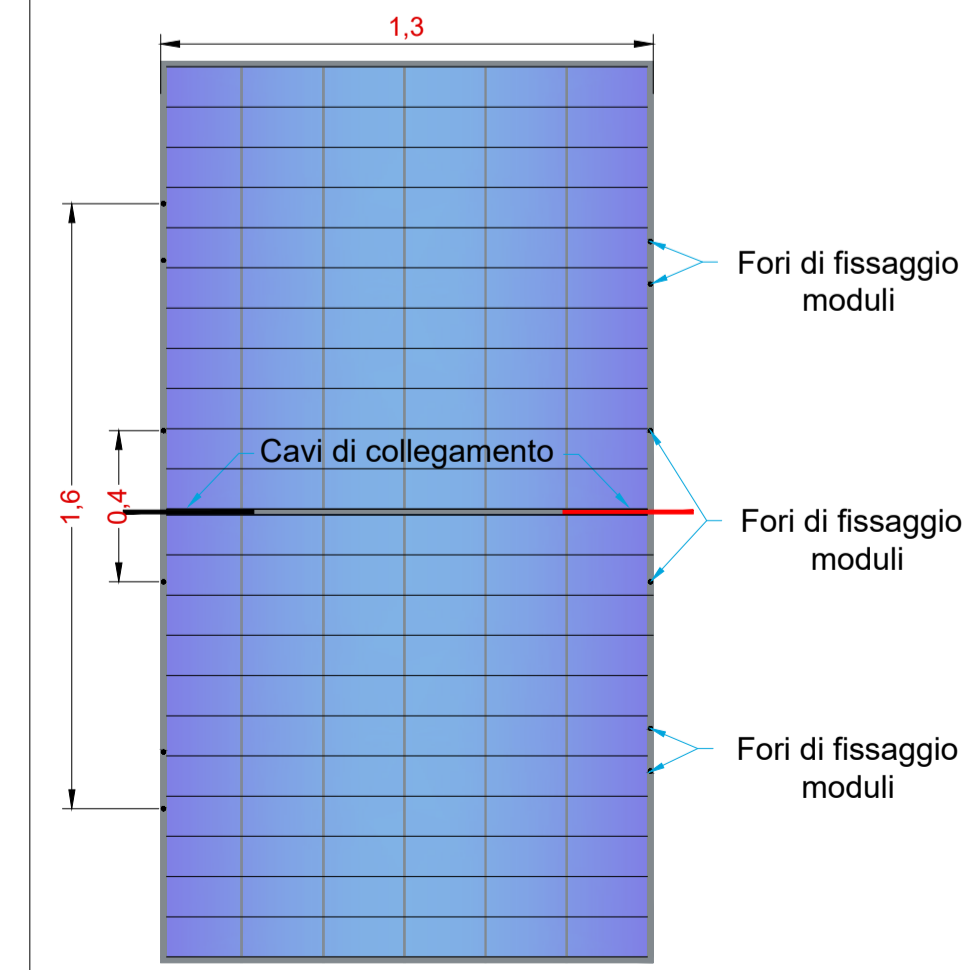 1,3
Fori di fissaggio
moduli
Cavi di collegamento
1,6
0,4
Fori di fissaggio
moduli
Fori di fissaggio
moduli